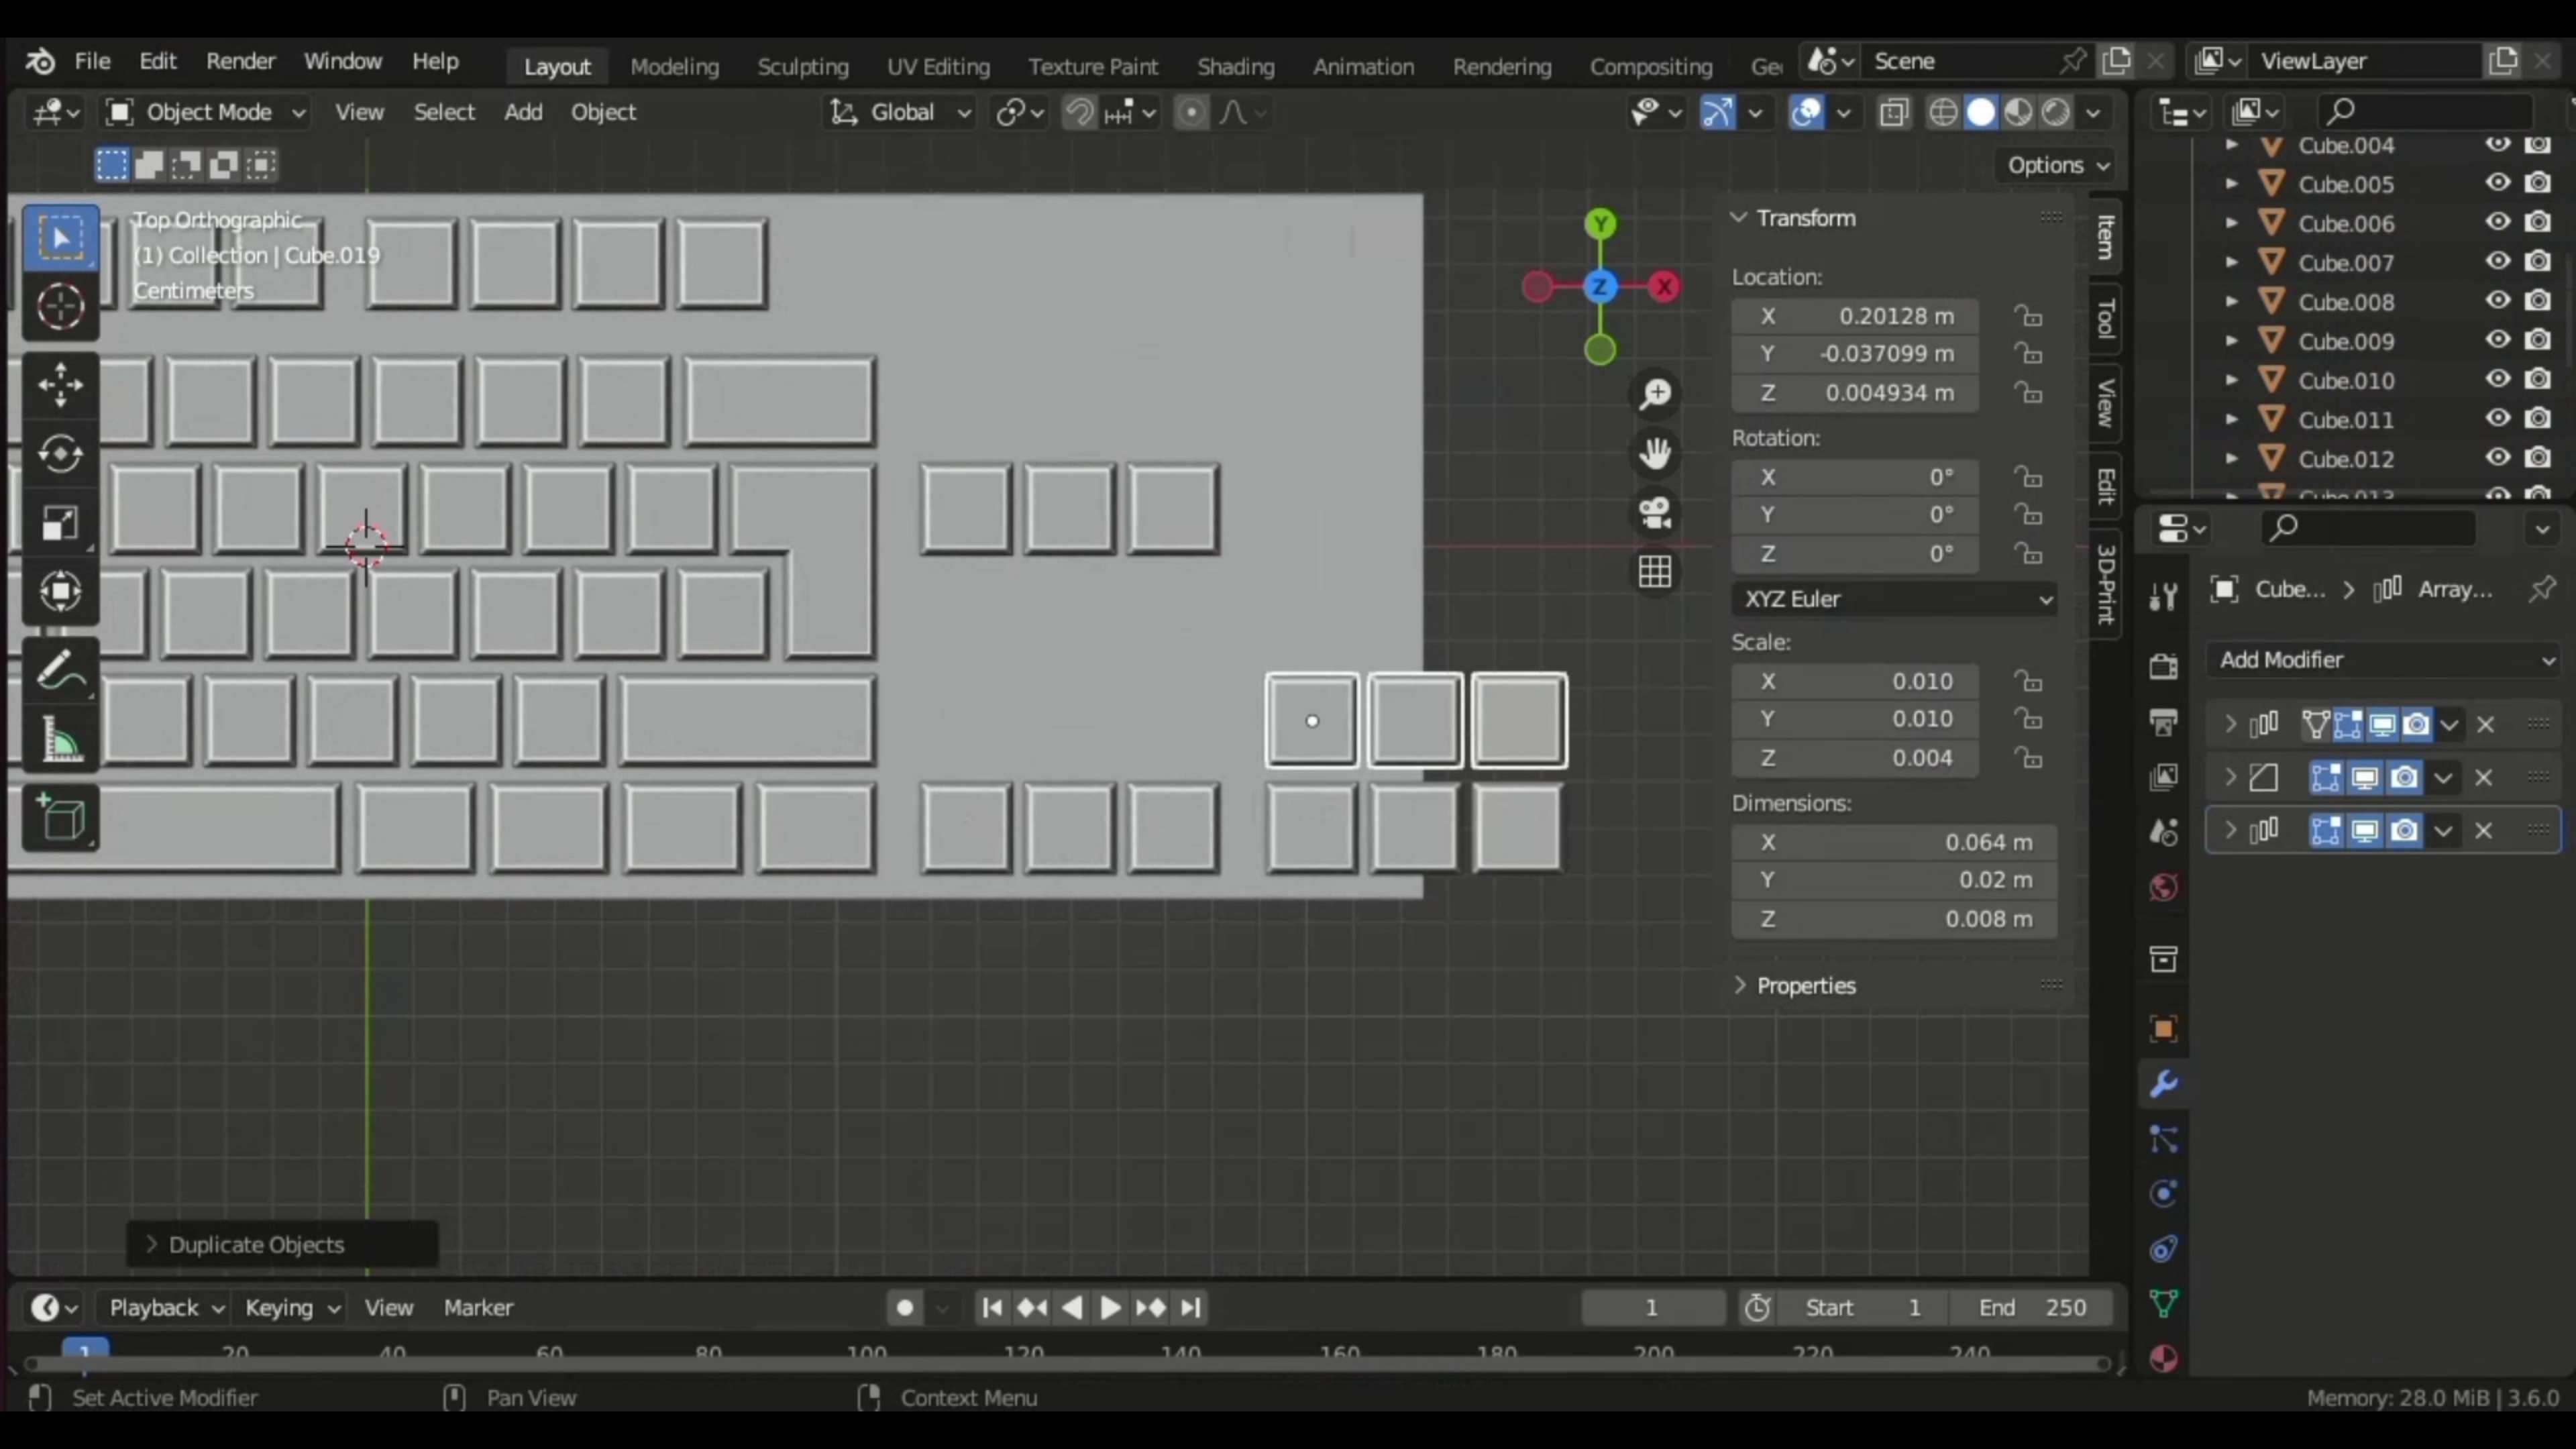 File Edit Render Window Help Layout Modeling Sculpting UV Editing Texture Paint Shading Animation Rendering Compositing Scene ViewLayer
Object Mode View Select Add Object Global
Options
Top Orthographic
(1) Collection | Cube.019
Centimeters
Y
Z
X
Transform
Location:
X 0.20128 m
Y -0.037099 m
Z 0.004934 m
Rotation:
X 0°
Y 0°
Z 0°
XYZ Euler
Scale:
X 0.010
Y 0.010
Z 0.004
Dimensions:
X 0.064 m
Y 0.02 m
Z 0.008 m
Properties
Item
Tool
View
Edit
3D-Print
Cube.004
Cube.005
Cube.006
Cube.007
Cube.008
Cube.009
Cube.010
Cube.011
Cube.012
Cube.013
Cube... Array...
Add Modifier
Duplicate Objects
Playback Keying View Marker 1 Start 1 End 250
1 20 40 60 80 100 120 140 160 180 200 220 240
Set Active Modifier Pan View Context Menu Memory: 28.0 MiB | 3.6.0